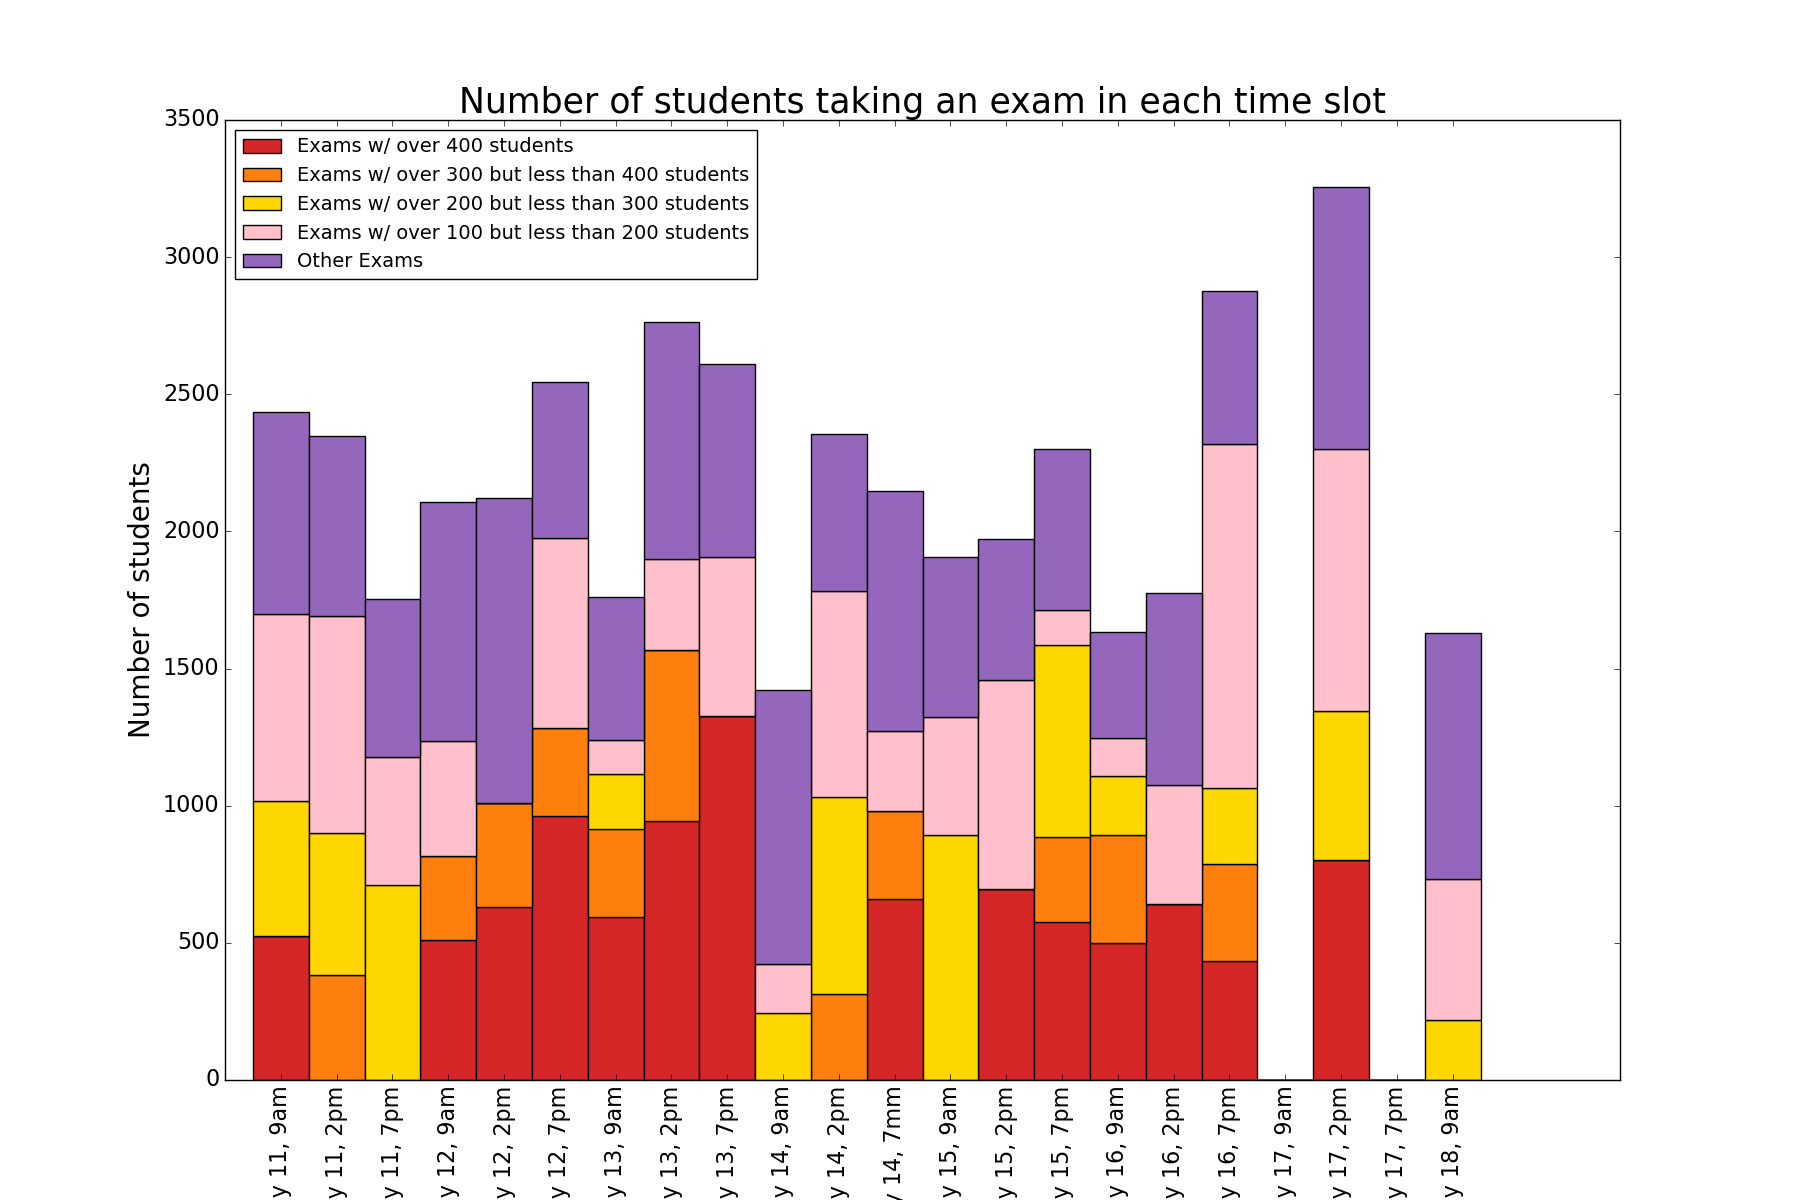 Number of students taking an exam in each time slot
3500
3000
2500
2000
1500
1000
500
0
Number of students
Exams w/ over 400 students
Exams w/ over 300 but less than 400 students
Exams w/ over 200 but less than 300 students
Exams w/ over 100 but less than 200 students
Other Exams
y 11, 9am
y 11, 2pm
y 11, 7pm
y 12, 9am
y 12, 2pm
y 12, 7pm
y 13, 9am
y 13, 2pm
y 13, 7pm
y 14, 9am
y 14, 2pm
y 14, 7mm
y 15, 9am
y 15, 2pm
y 15, 7pm
y 16, 9am
y 16, 2pm
y 16, 7pm
y 17, 9am
y 17, 2pm
y 17, 7pm
y 18, 9am